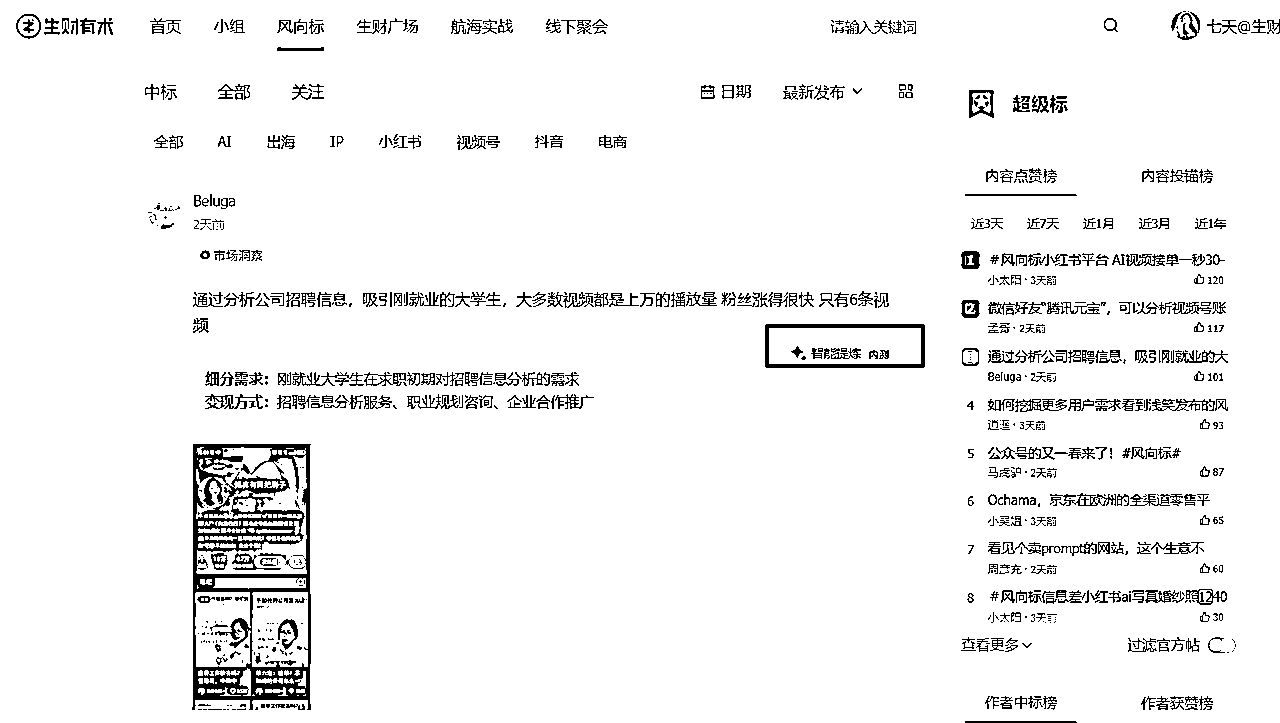 生财有术 首页 小组 风向标 生财广场 航海实战 线下聚会 请输入关键词 七天@生财
中标 全部 关注 日期 最新发布
全部 AI 出海 IP 小红书 视频号 抖音 电商
Beluga
2天前
市场洞察
通过分析公司招聘信息，吸引刚就业的大学生，大多数视频都是上万的播放量 粉丝涨得很快 只有6条视
频
智能提炼 内测
细分需求：刚就业大学生在求职初期对招聘信息分析的需求
变现方式：招聘信息分析服务、职业规划咨询、企业合作推广
超级标
内容点赞榜 内容投锚榜
近3天 近7天 近1月 近3月 近1年
1 #风向标小红书平台 AI视频接单一秒30-
小太阳 · 3天前 120
2 微信好友“腾讯元宝”，可以分析视频号账
孟哥 · 2天前 117
通过分析公司招聘信息，吸引刚就业的大
Beluga · 2天前 101
4 如何挖掘更多用户需求看到浅笑发布的风
3天前 93
5 公众号的又一春来了！#风向标#
2天前 87
6 Ochama，京东在欧洲的全渠道零售平
3天前 65
7 看见个卖prompt的网站，这个生意不
2天前 60
8 #风向标信息差小红书ai写真婚纱照 240
小太阳 · 3天前 30
查看更多 过滤官方帖
作者中标榜 作者获赞榜